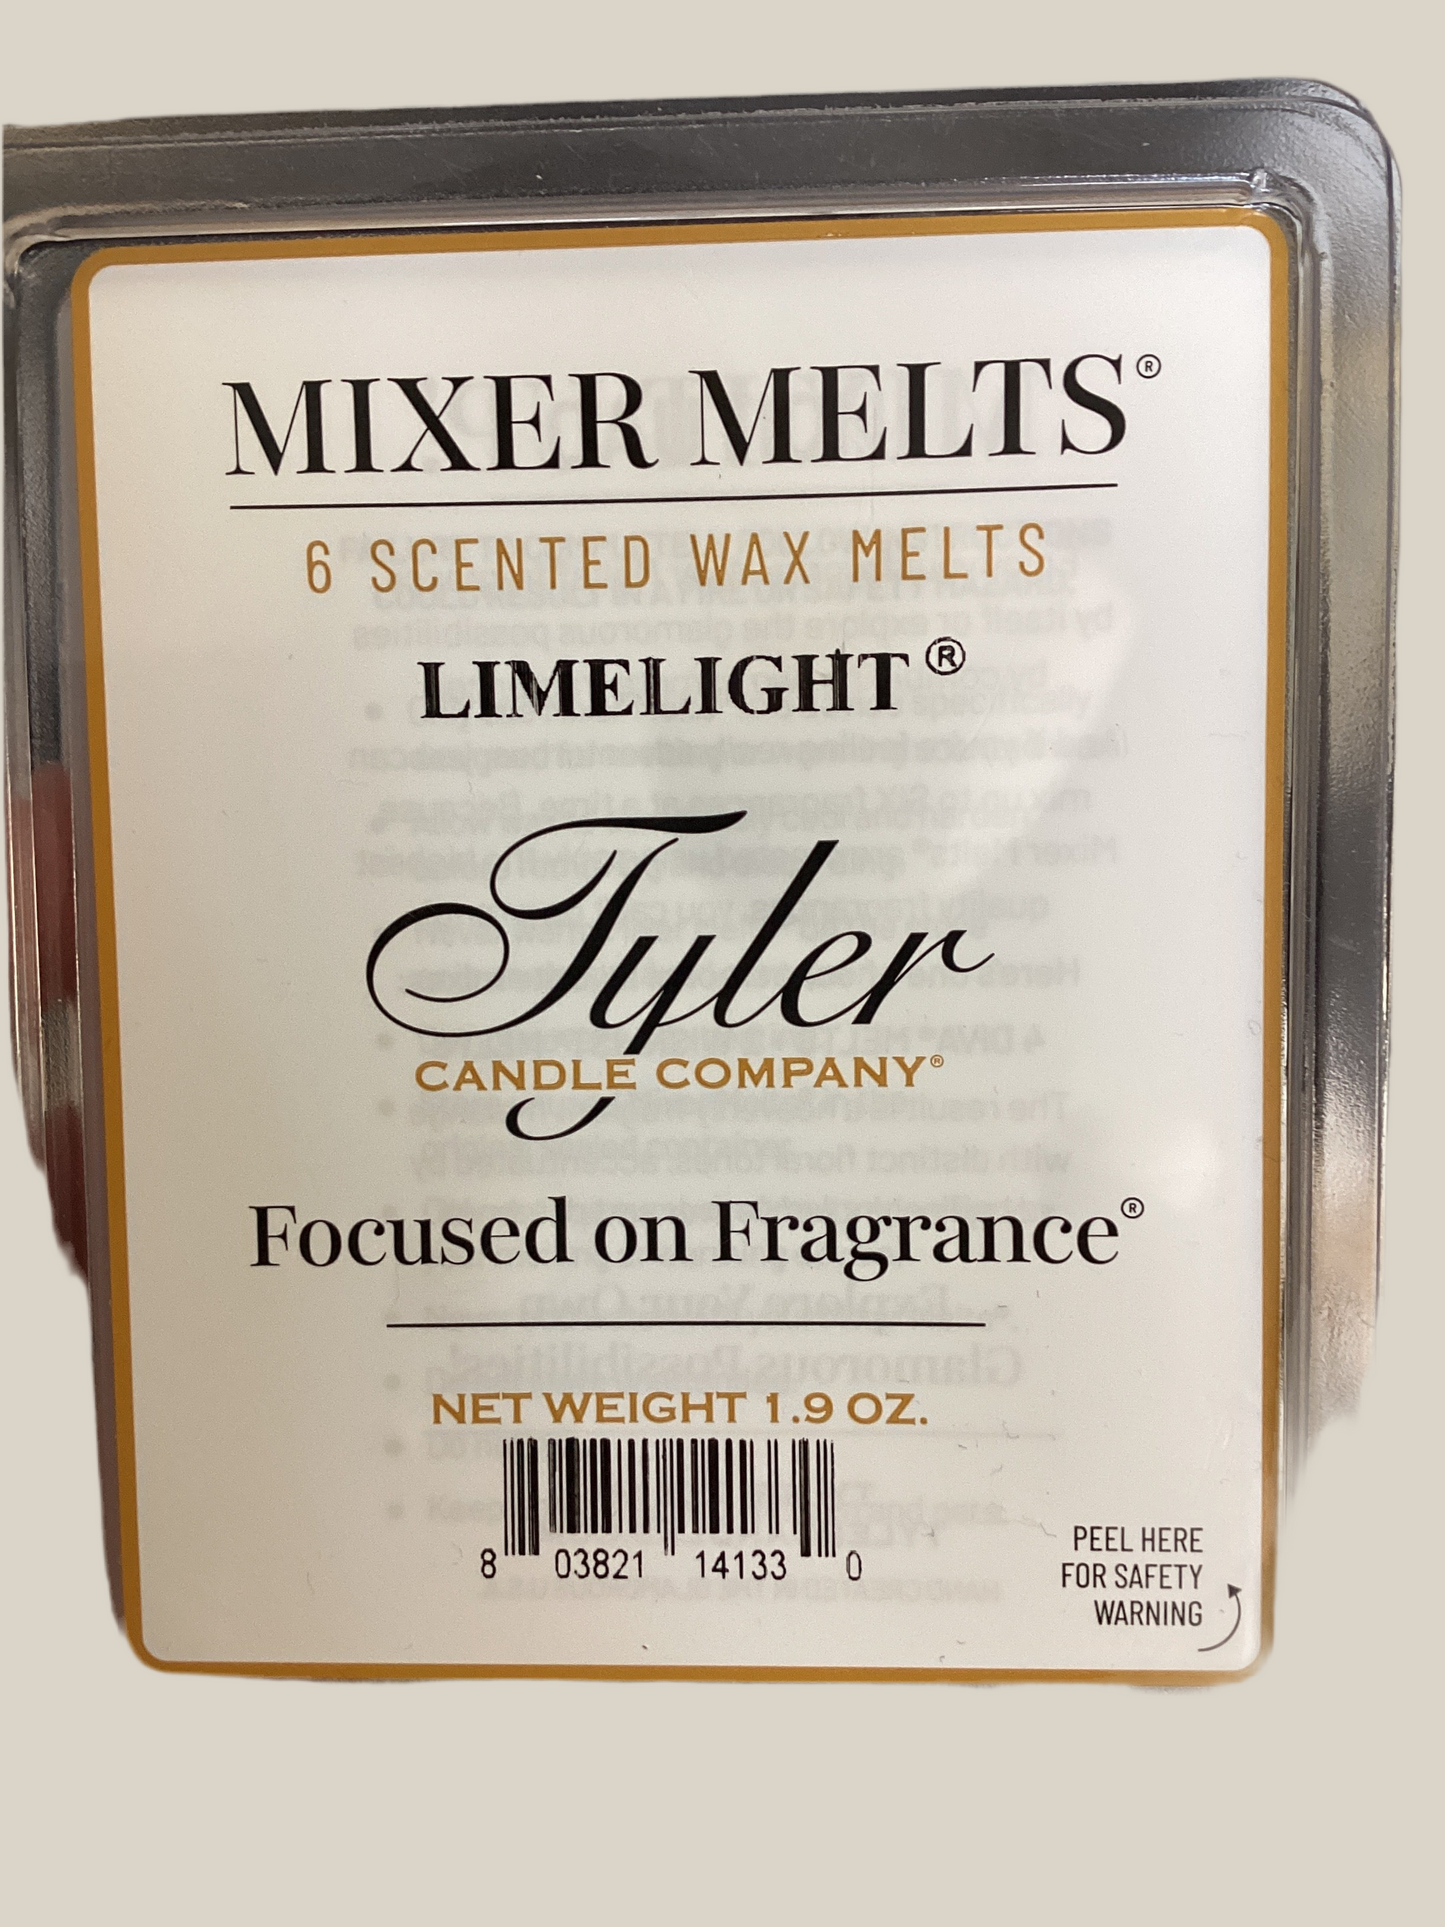 MIXER MELTS®
6 SCENTED WAX MELTS
LIMELIGHT®
Tyler
CANDLE COMPANY®
Focused on Fragrance®
NET WEIGHT 1.9 OZ.
8 03821 14133 0
PEEL HERE
FOR SAFETY
WARNING